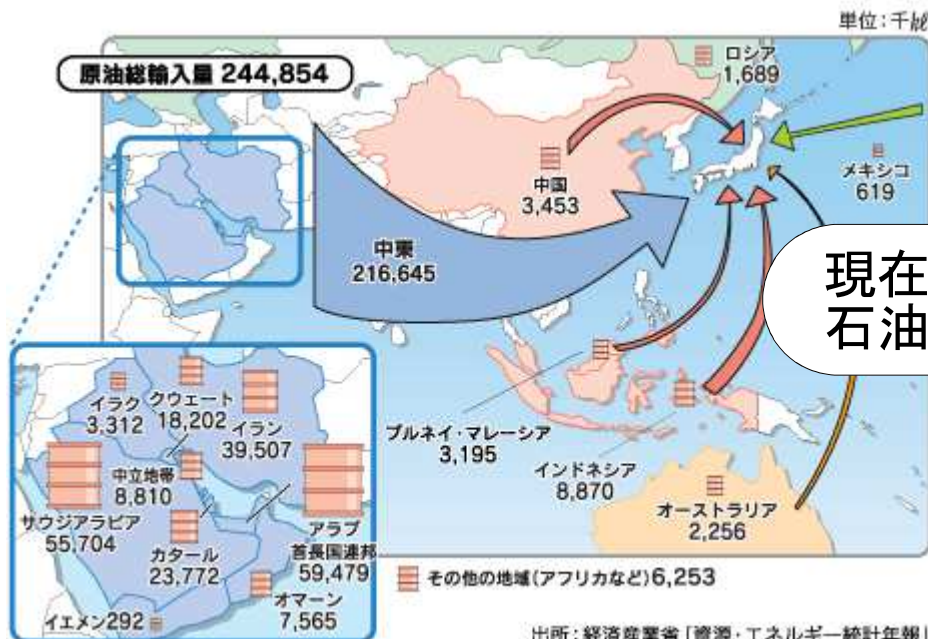 単位:千㎘
原油総輸入量 244,854
ロシア
1,689
中国
3,453
メキシコ
619
中東
216,645
現在
石油
イラク
3,312
クウェート
18,202
イラン
39,507
中立地帯
8,810
サウジアラビア
55,704
カタール
23,772
アラブ
首長国連邦
59,479
オマーン
7,565
イエメン292
ブルネイ・マレーシア
3,195
インドネシア
8,870
オーストラリア
2,256
その他の地域(アフリカなど)6,253
出所:経済産業省「資源・エネルギー統計年報」